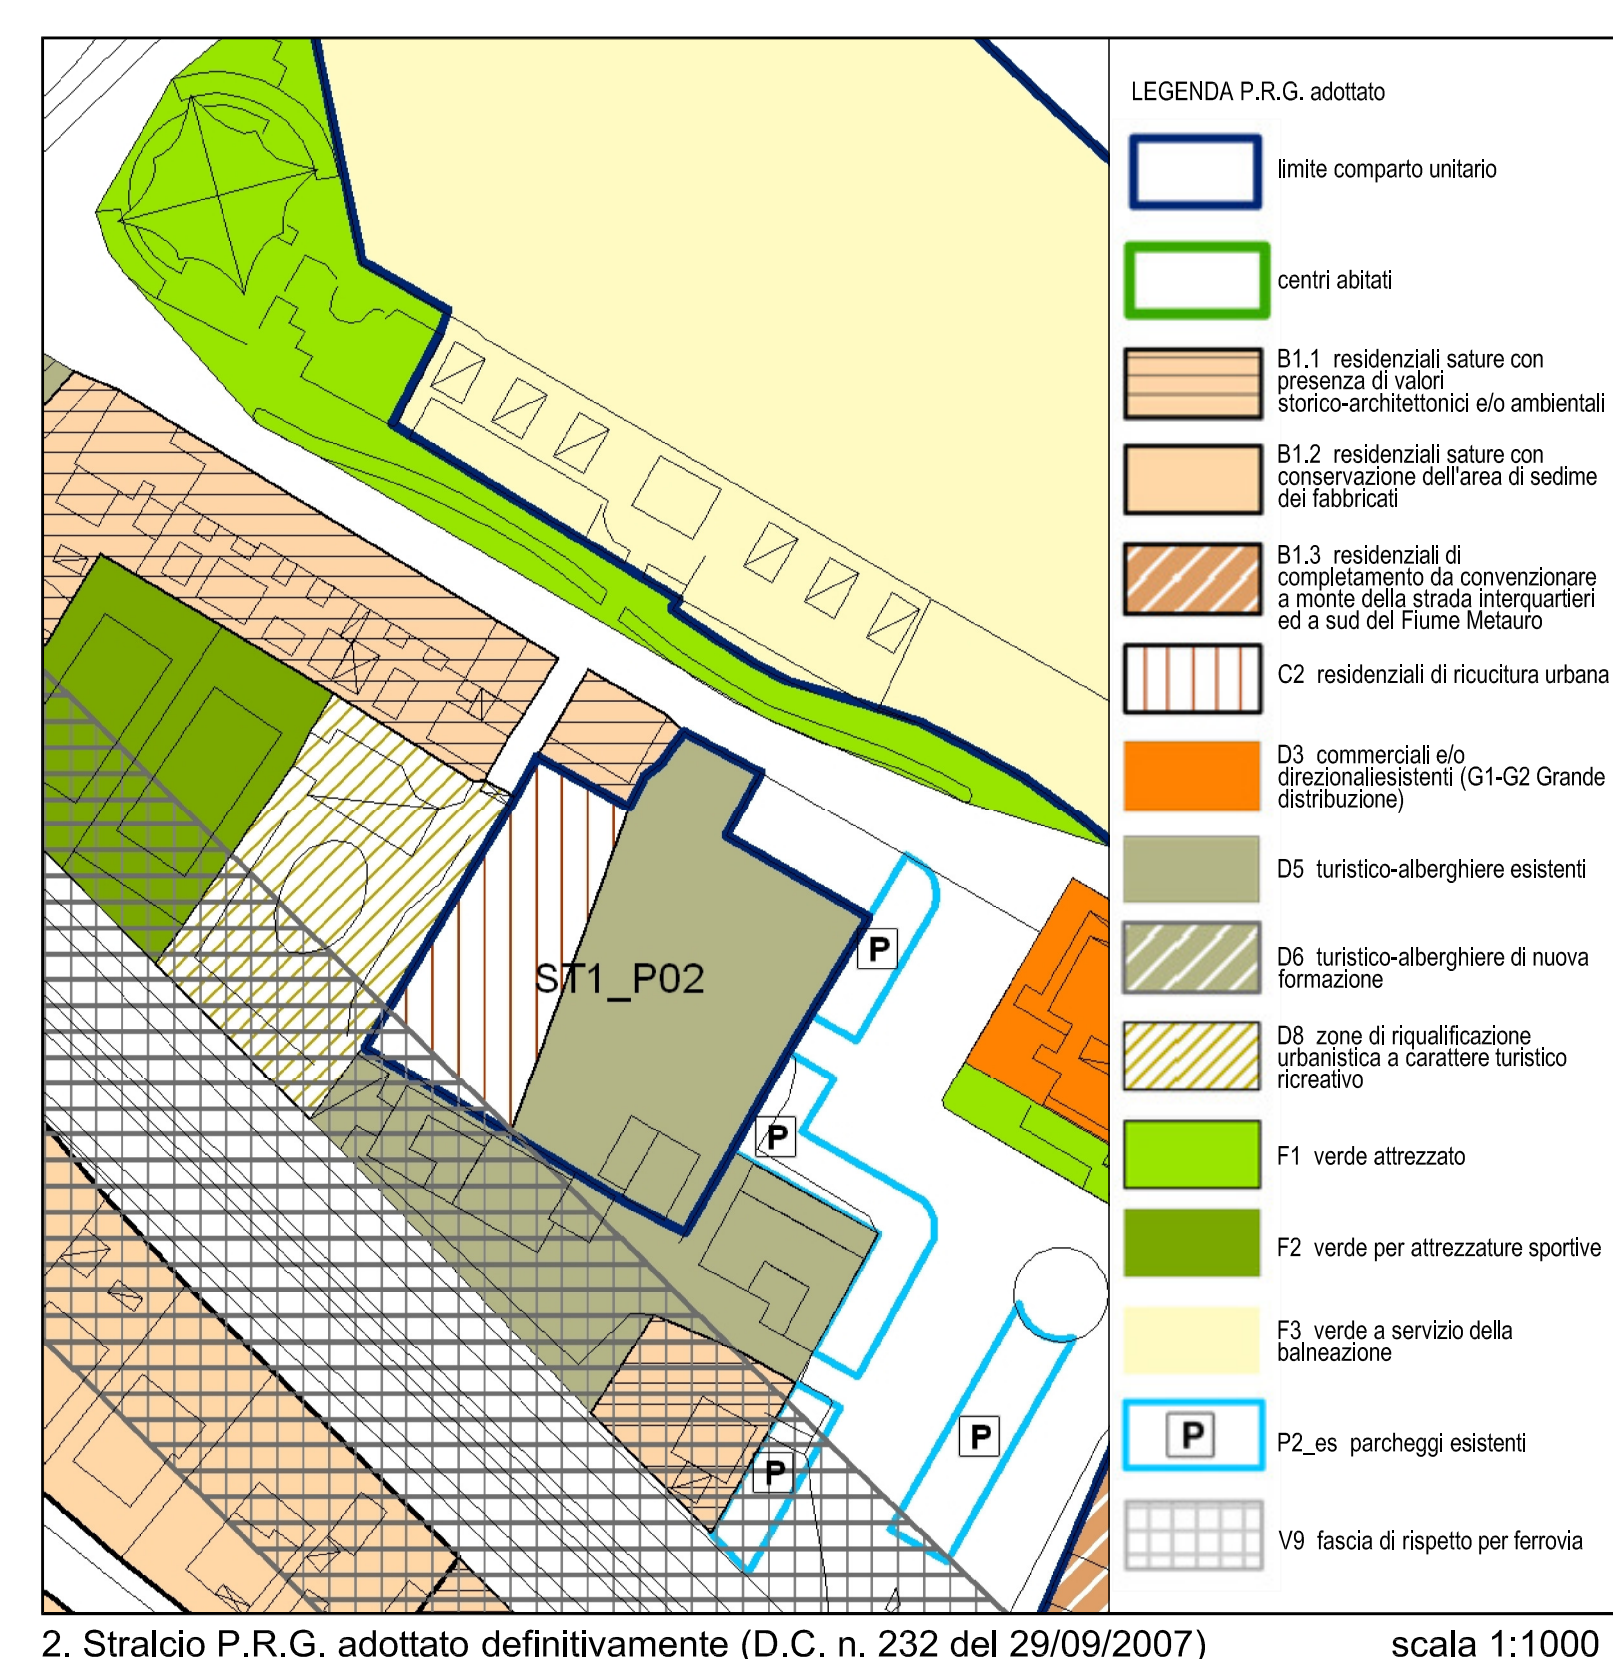 LEGENDA P.R.G. adottato
limite comparto unitario
centri abitati
B1.1 residenziali sature con
presenza di valori
storico-architettonici e/o ambientali
B1.2 residenziali sature con
conservazione dell'area di sedime
dei fabbricati
B1.3 residenziali di
completamento da convenzionare
a monte della strada interquartieri
ed a sud del Fiume Metauro
C2 residenziali di ricucitura urbana
D3 commerciali e/o
direzionaliesistenti (G1-G2 Grande
distribuzione)
D5 turistico-alberghiere esistenti
D6 turistico-alberghiere di nuova
formazione
D8 zone di riqualificazione
urbanistica a carattere turistico
ricreativo
F1 verde attrezzato
F2 verde per attrezzature sportive
F3 verde a servizio della
balneazione
P
P2_es parcheggi esistenti
V9 fascia di rispetto per ferrovia
ST1_P02
P
P
P
P
2. Stralcio P.R.G. adottato definitivamente (D.C. n. 232 del 29/09/2007)
scala 1:1000